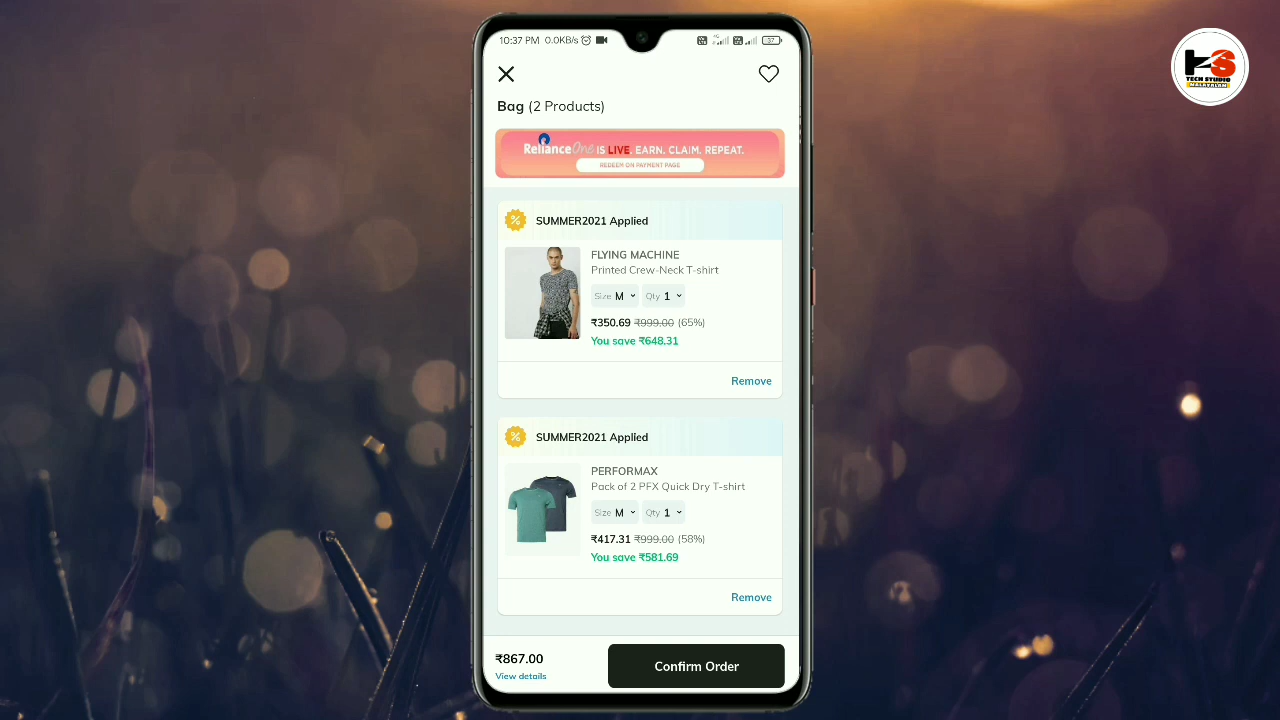 10:37 PM 0.0KB/s
57
TECH STUDIO
MALAYALAM
Bag (2 Products)
RelianceOne IS LIVE. EARN. CLAIM. REPEAT.
REDEEM ON PAYMENT PAGE
SUMMER2021 Applied
FLYING MACHINE
Printed Crew-Neck T-shirt
Size M Qty 1
₹350.69 ₹999.00 (65%)
You save ₹648.31
Remove
SUMMER2021 Applied
PERFORMAX
Pack of 2 PFX Quick Dry T-shirt
Size M Qty 1
₹417.31 ₹999.00 (58%)
You save ₹581.69
Remove
₹867.00
View details
Confirm Order